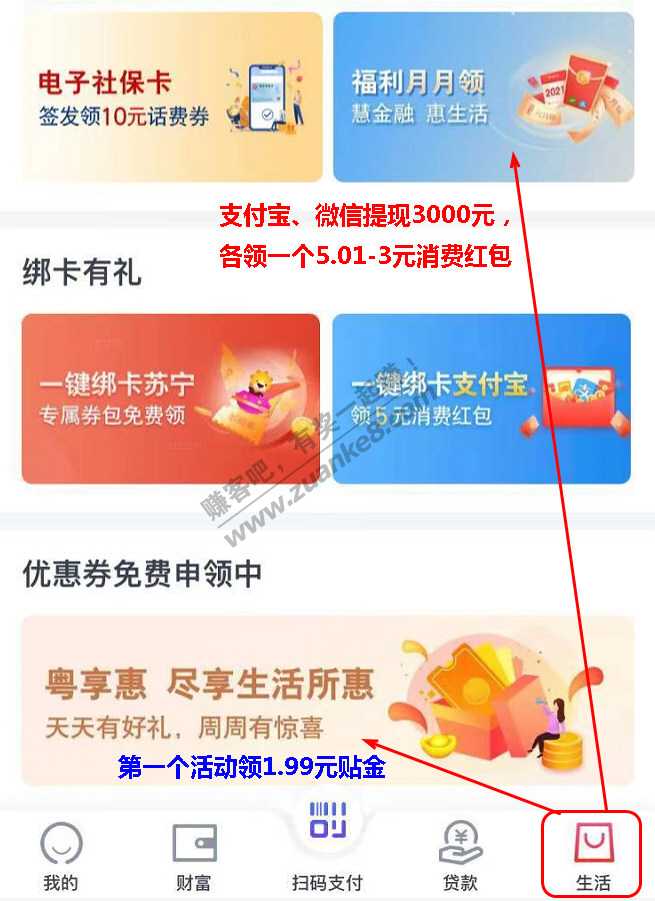 电子社保卡
签发领10元话费券
福利月月领
慧金融 惠生活
2021
支付宝、微信提现3000元，
各领一个5.01-3元消费红包
绑卡有礼
一键绑卡苏宁
专属券包免费领
一键绑卡支付宝
领5元消费红包
赚客吧，有奖一起赚！
www.zuanke8.com
优惠券免费申领中
粤享惠 尽享生活所惠
天天有好礼，周周有惊喜
第一个活动领1.99元贴金
我的
财富
扫码支付
贷款
生活